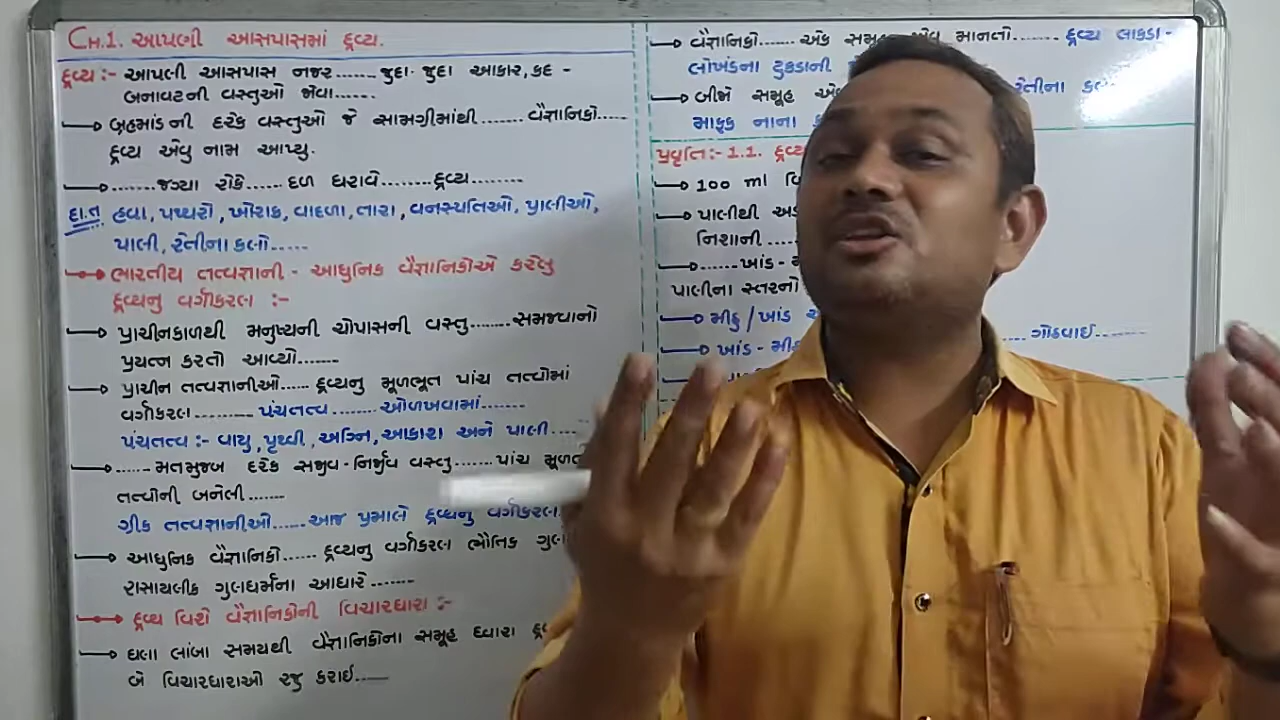 CH.1. આપણી આસપાસમાં દ્રવ્ય.
દ્રવ્ય :- આપણી આસપાસ નજર....... જુદા-જુદા આકાર, કદ -
બનાવટની વસ્તુઓ જોવા......
બ્રહમાંડ ની દરેક વસ્તુઓ જે સામગ્રીમાંથી....... વૈજ્ઞાનિકો.....
દ્રવ્ય એવુ નામ આપ્યુ.
.......જગ્યા રોકે...... દળ ધરાવે........દ્રવ્ય........
દા.ત હવા, પથ્થરો, ખોરાક, વાદળા, તારા, વનસ્પતિઓ, પ્રાણીઓ,
પાણી, રેતીના કણો.....
ભારતીય તત્વજ્ઞાની - આધુનિક વૈજ્ઞાનિકોએ કરેલુ
દ્રવ્યનુ વર્ગીકરણ :-
પ્રાચીનકાળથી મનુષ્યની ચોપાસની વસ્તુ.......સમજવાનો
પ્રયત્ન કરતો આવ્યો.......
પ્રાચીન તત્વજ્ઞાનીઓ..... દ્રવ્યનુ મૂળભૂત પાંચ તત્વોમાં
વર્ગીકરણ.......... પંચતત્વ ........ ઓળખવામાં.......
પંચતત્વ :- વાયુ, પૃથ્વી, અગ્નિ, આકાશ અને પાણી.....
...... મતમુજબ દરેક સજીવ-નિર્જીવ વસ્તુ.......પાંચ
તત્વોની બનેલી.......
ગ્રીક તત્વજ્ઞાનીઓ......આજ પ્રમાણે દ્રવ્યનુ વર્ગીકરણ
આધુનિક વૈજ્ઞાનિકો...... દ્રવ્યનુ વર્ગીકરણ ભૌતિક
રાસાયણીક ગુણધર્મના આધારે.......
દ્રવ્ય વિશે વૈજ્ઞાનિકોની વિચારધારા :-
ઘણા લાંબા સમયથી વૈજ્ઞાનિકોના સમૂહ દ્વારા
બે વિચારધારાઓ રજુ કરાઈ.....
વૈજ્ઞાનિકો....... એક માનતો....... દ્રવ્ય લાકડા -
લોખંડના ટુકડાની
બીજો સમૂહ રેતીના
માફક નાના
પ્રવૃતિ:- 1.1. દ્રવ્ય
100 ml
પાણીથી
નિશાની ....
...... ખાંડ -
પાણીના સ્તરનો
મીઠુ / ખાંડ ગોઠવાઈ.......
ખાંડ -